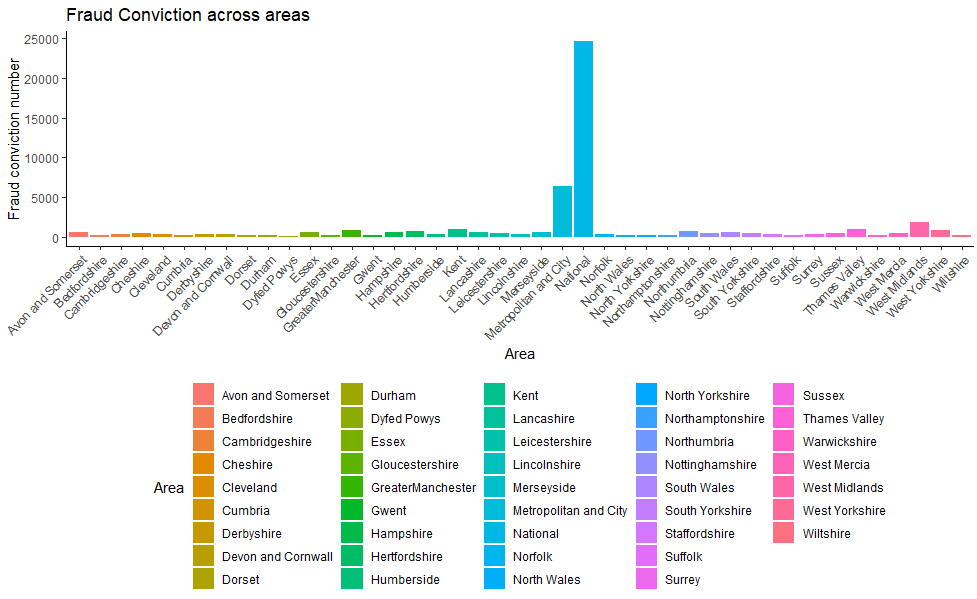 Fraud Conviction across areas
Fraud conviction number
25000
20000
15000
10000
5000
0
Avon and Somerset
Bedfordshire
Cambridgeshire
Cheshire
Cleveland
Cumbria
Derbyshire
Devon and Cornwall
Dorset
Durham
Dyfed Powys
Essex
Gloucestershire
GreaterManchester
Gwent
Hampshire
Hertfordshire
Humberside
Kent
Lancashire
Leicestershire
Lincolnshire
Merseyside
Metropolitan and City
National
Norfolk
North Wales
North Yorkshire
Northamptonshire
Northumbria
Nottinghamshire
South Wales
South Yorkshire
Staffordshire
Suffolk
Surrey
Sussex
Thames Valley
Warwickshire
West Mercia
West Midlands
West Yorkshire
Wiltshire
Area
Area
Avon and Somerset
Bedfordshire
Cambridgeshire
Cheshire
Cleveland
Cumbria
Derbyshire
Devon and Cornwall
Dorset
Durham
Dyfed Powys
Essex
Gloucestershire
GreaterManchester
Gwent
Hampshire
Hertfordshire
Humberside
Kent
Lancashire
Leicestershire
Lincolnshire
Merseyside
Metropolitan and City
National
Norfolk
North Wales
North Yorkshire
Northamptonshire
Northumbria
Nottinghamshire
South Wales
South Yorkshire
Staffordshire
Suffolk
Surrey
Sussex
Thames Valley
Warwickshire
West Mercia
West Midlands
West Yorkshire
Wiltshire